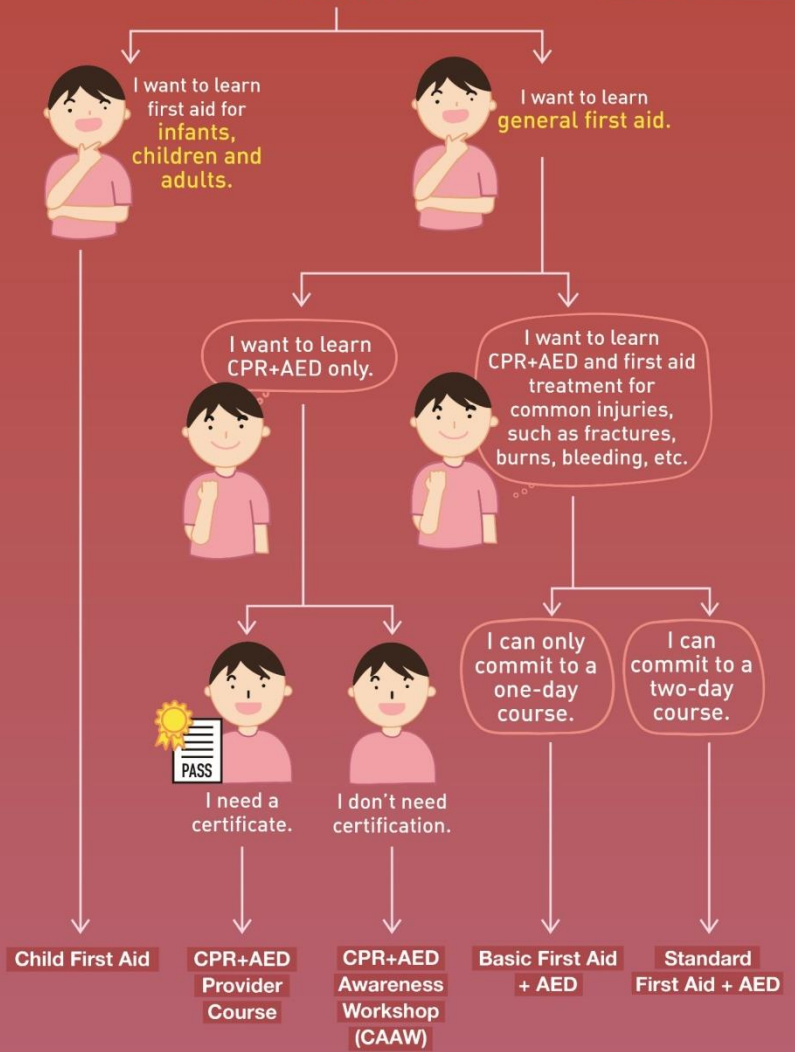 I want to learn
first aid for
infants,
children and
adults.
I want to learn
general first aid.
I want to learn
CPR+AED only.
I want to learn
CPR+AED and first aid
treatment for
common injuries,
such as fractures,
burns, bleeding, etc.
PASS
I need a
certificate.
I don't need
certification.
I can only
commit to a
one-day
course.
I can
commit to a
two-day
course.
Child First Aid
CPR+AED
Provider
Course
CPR+AED
Awareness
Workshop
(CAAW)
Basic First Aid
+ AED
Standard
First Aid + AED